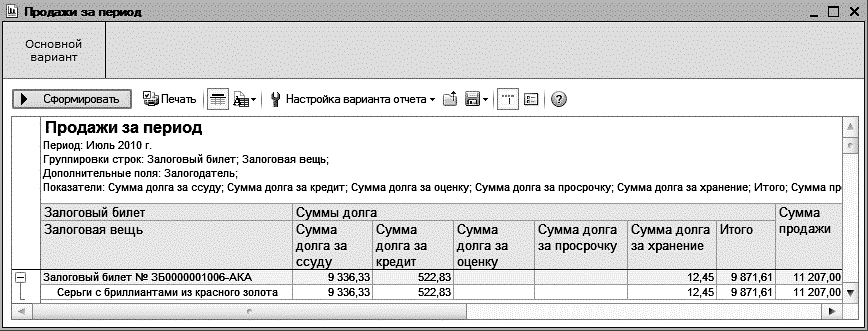 Продажи за период
Основной
вариант
Сформировать Печать Настройка варианта отчета
Продажи за период
Период: Июль 2010 г.
Группировки строк: Залоговый билет; Залоговая вещь;
Дополнительные поля: Залогодатель;
Показатели: Сумма долга за ссуду; Сумма долга за кредит; Сумма долга за оценку; Сумма долга за просрочку; Сумма долга за хранение; Итого; Сумма
Залоговый билет Суммы долга Сумма продажи
Залоговая вещь Сумма долга за ссуду Сумма долга за кредит Сумма долга за оценку Сумма долга за просрочку Сумма долга за хранение Итого
Залоговый билет № ЗБ0000001006-АКА 9 336,33 522,83 12,45 9 871,61 11 207,00
Серьги с бриллиантами из красного золота 9 336,33 522,83 12,45 9 871,61 11 207,00